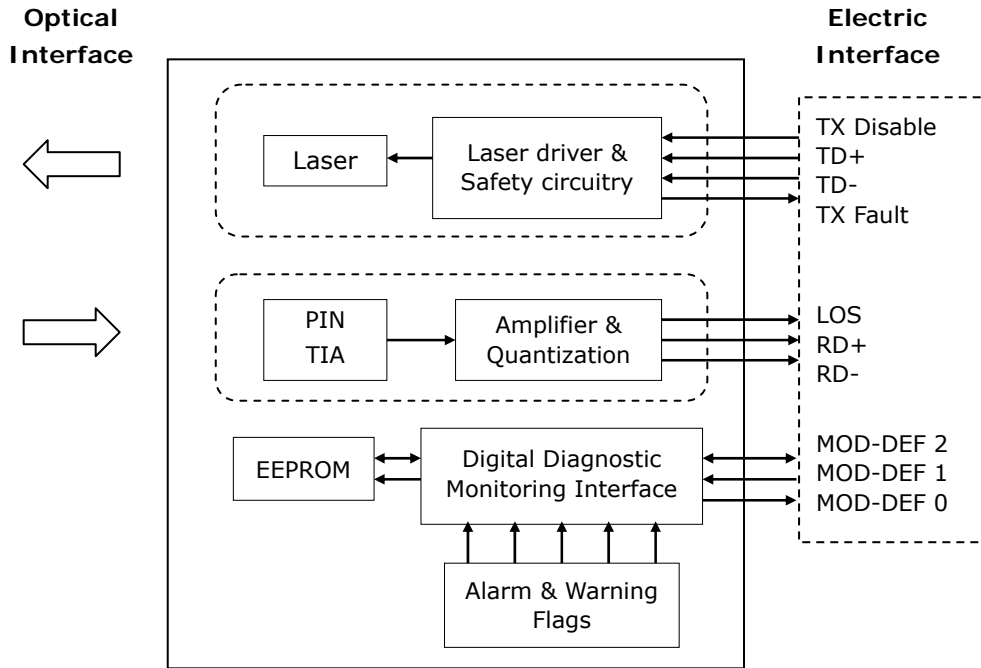 Optical
Interface
Electric
Interface
Laser
Laser driver &
Safety circuitry
TX Disable
TD+
TD-
TX Fault
PIN
TIA
Amplifier &
Quantization
LOS
RD+
RD-
EEPROM
Digital Diagnostic
Monitoring Interface
MOD-DEF 2
MOD-DEF 1
MOD-DEF 0
Alarm & Warning
Flags